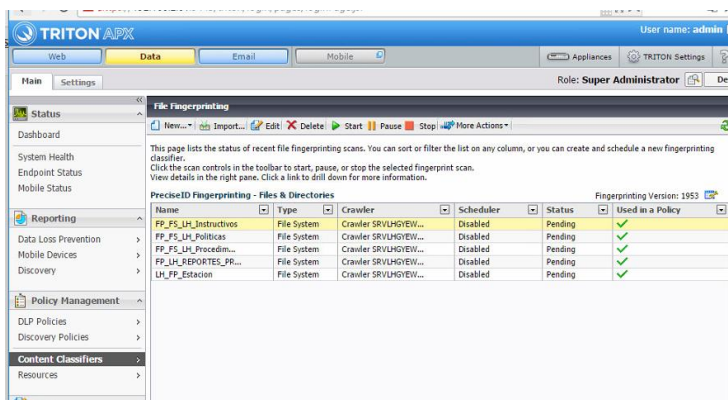 TRITON APX
User name: admin
Web Data Email Mobile Appliances TRITON Settings
Main Settings Role: Super Administrator De
Status
Dashboard
System Health
Endpoint Status
Mobile Status
Reporting
Data Loss Prevention
Mobile Devices
Discovery
Policy Management
DLP Policies
Discovery Policies
Content Classifiers
Resources
File Fingerprinting
New... Import... Edit Delete Start Pause Stop More Actions
This page lists the status of recent file fingerprinting scans. You can sort or filter the list on any column, or you can create and schedule a new fingerprinting
classifier.
Click the scan controls in the toolbar to start, pause, or stop the selected fingerprint scan.
View details in the right pane. Click a link to drill down for more information.
PreciseID Fingerprinting - Files & Directories Fingerprinting Version: 1953
Name Type Crawler Scheduler Status Used in a Policy
FP_FS_LH_Instructivos File System Crawler SRVLHGYEW... Disabled Pending
FP_FS_LH_Politicas File System Crawler SRVLHGYEW... Disabled Pending
FP_FS_LH_Procedim... File System Crawler SRVLHGYEW... Disabled Pending
FP_LH_REPORTES_PR... File System Crawler SRVLHGYEW... Disabled Pending
LH_FP_Estacion File System Crawler SRVLHGYEW... Disabled Pending